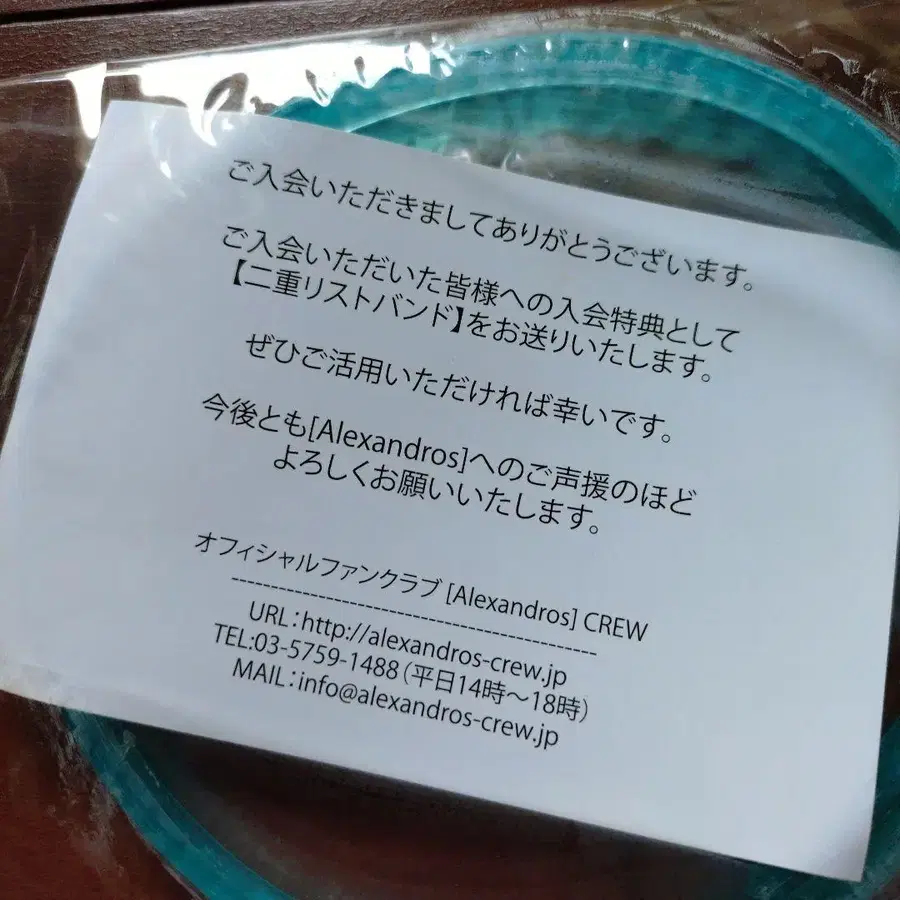 ご入会いただきましてありがとうございます。
ご入会いただいた皆様への入会特典として
【二重リストバンド】をお送りいたします。
ぜひご活用いただければ幸いです。
今後とも[Alexandros]へのご声援のほど
よろしくお願いいたします。
オフィシャルファンクラブ [Alexandros] CREW
--------------------------------------------------
URL：http://alexandros-crew.jp
TEL:03-5759-1488（平日14時～18時）
MAIL：info@alexandros-crew.jp